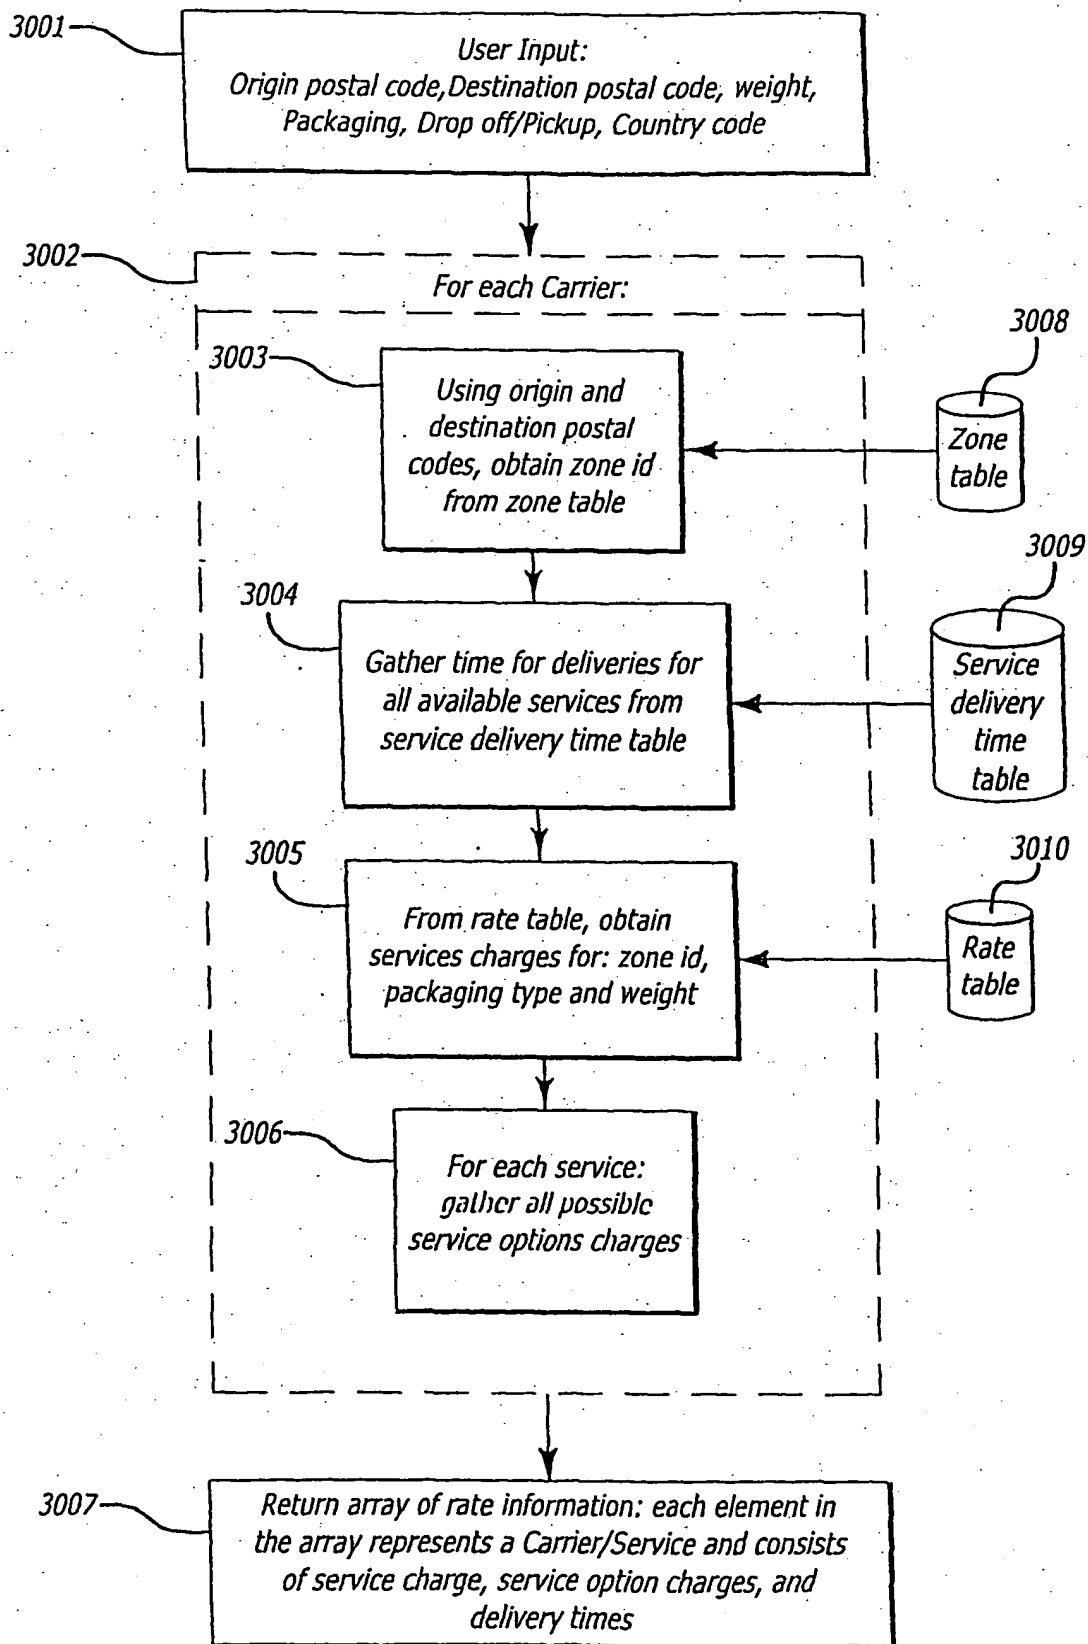 3001
User Input:
Origin postal code,Destination postal code, weight,
Packaging, Drop off/Pickup, Country code
3002
For each Carrier:
3003
Using origin and
destination postal
codes, obtain zone id
from zone table
3008
Zone
table
3004
Gather time for deliveries for
all available services from
service delivery time table
3009
Service
delivery
time
table
3005
From rate table, obtain
services charges for: zone id,
packaging type and weight
3010
Rate
table
3006
For each service:
gather all possible
service options charges
3007
Return array of rate information: each element in
the array represents a Carrier/Service and consists
of service charge, service option charges, and
delivery times